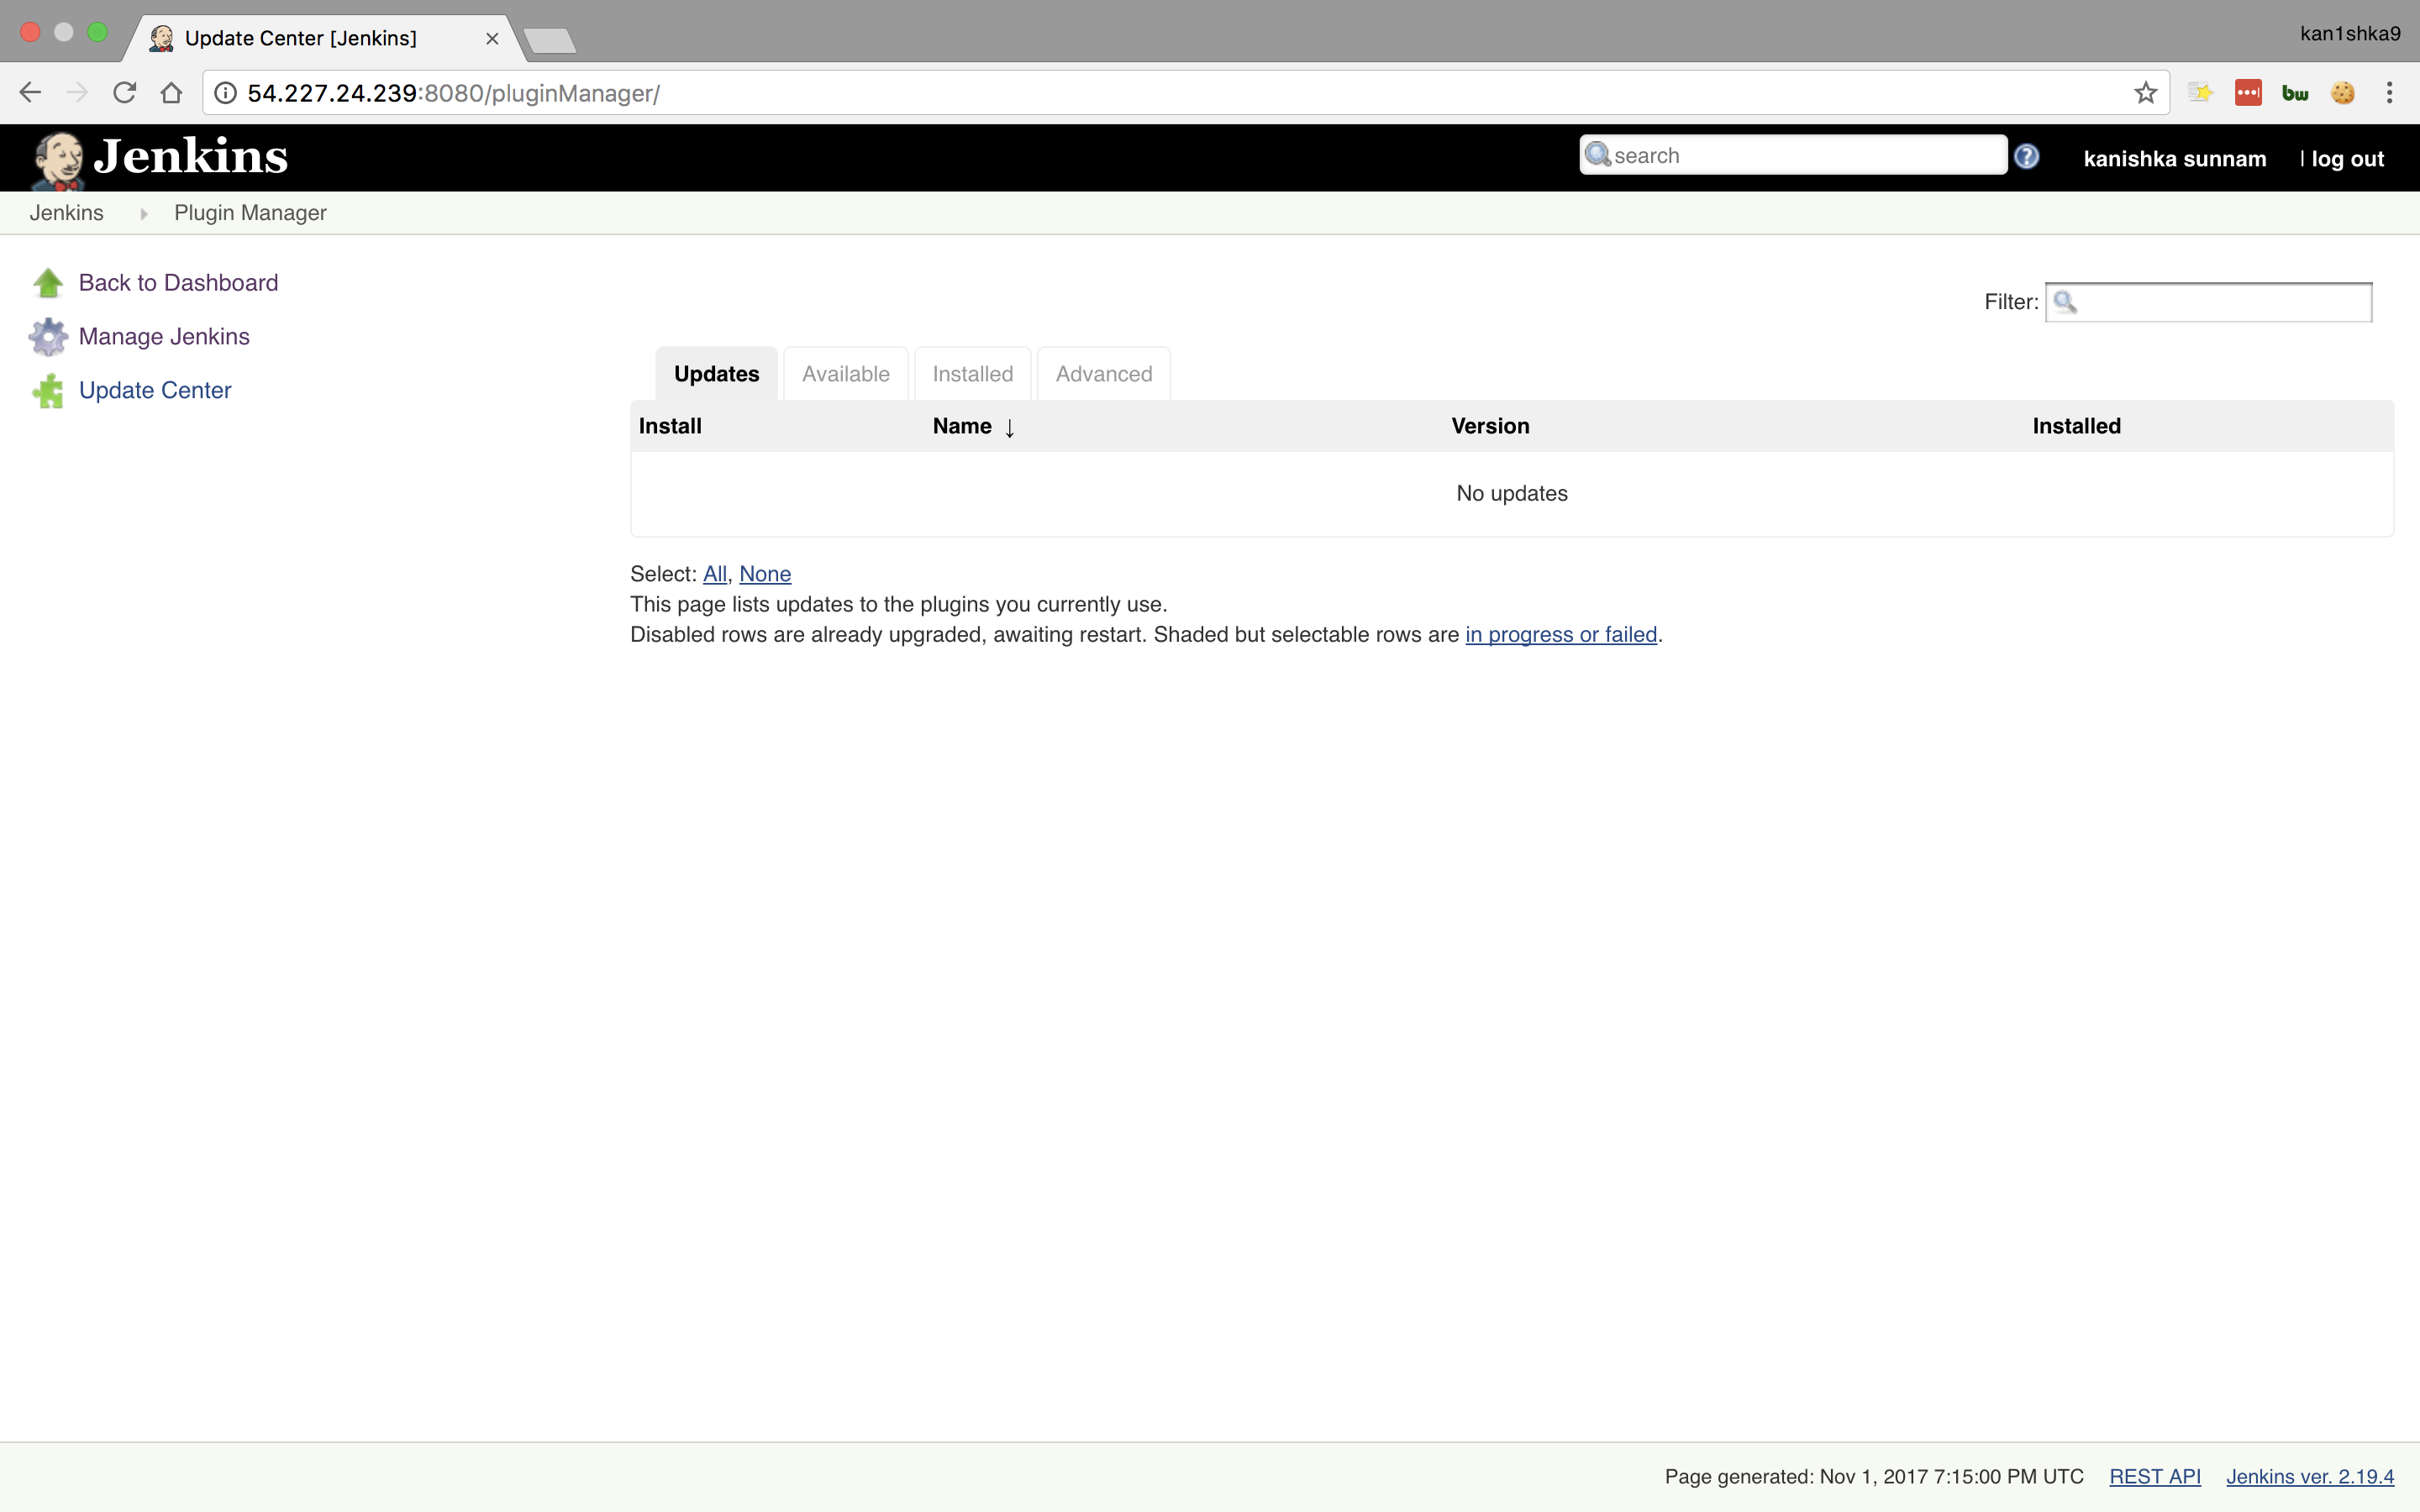 Update Center [Jenkins]
kan1shka9
54.227.24.239:8080/pluginManager/
bw
Jenkins
search
kanishka sunnam | log out
Jenkins Plugin Manager
Back to Dashboard
Manage Jenkins
Update Center
Filter:
Updates Available Installed Advanced
Install Name ↓ Version Installed
No updates
Select: All, None
This page lists updates to the plugins you currently use.
Disabled rows are already upgraded, awaiting restart. Shaded but selectable rows are in progress or failed.
Page generated: Nov 1, 2017 7:15:00 PM UTC REST API Jenkins ver. 2.19.4